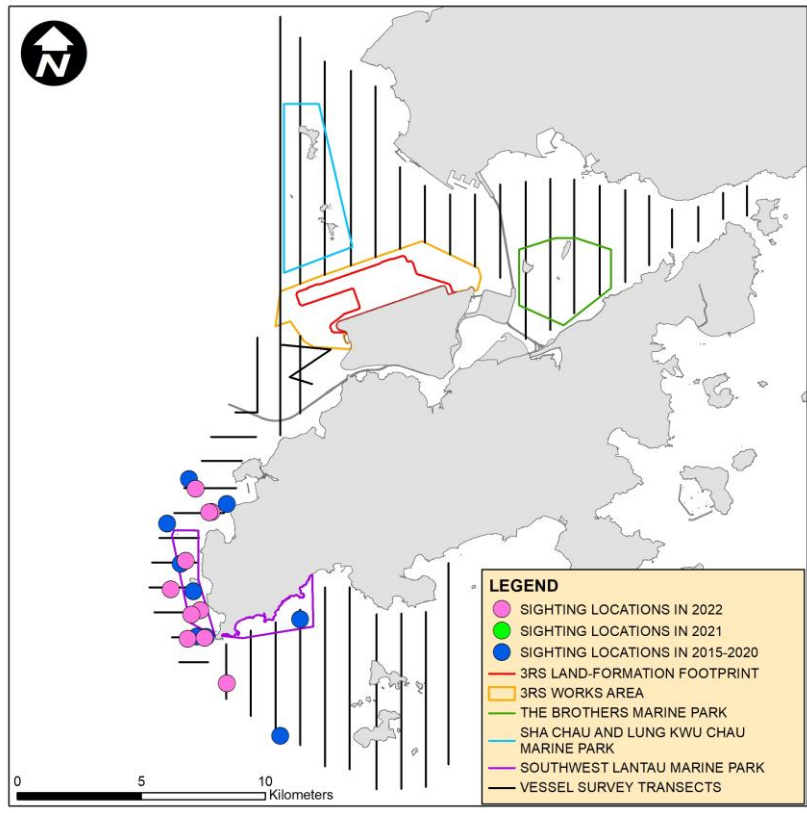 N
LEGEND
SIGHTING LOCATIONS IN 2022
SIGHTING LOCATIONS IN 2021
SIGHTING LOCATIONS IN 2015-2020
3RS LAND-FORMATION FOOTPRINT
3RS WORKS AREA
THE BROTHERS MARINE PARK
SHA CHAU AND LUNG KWU CHAU
MARINE PARK
SOUTHWEST LANTAU MARINE PARK
VESSEL SURVEY TRANSECTS
0 5 10
Kilometers